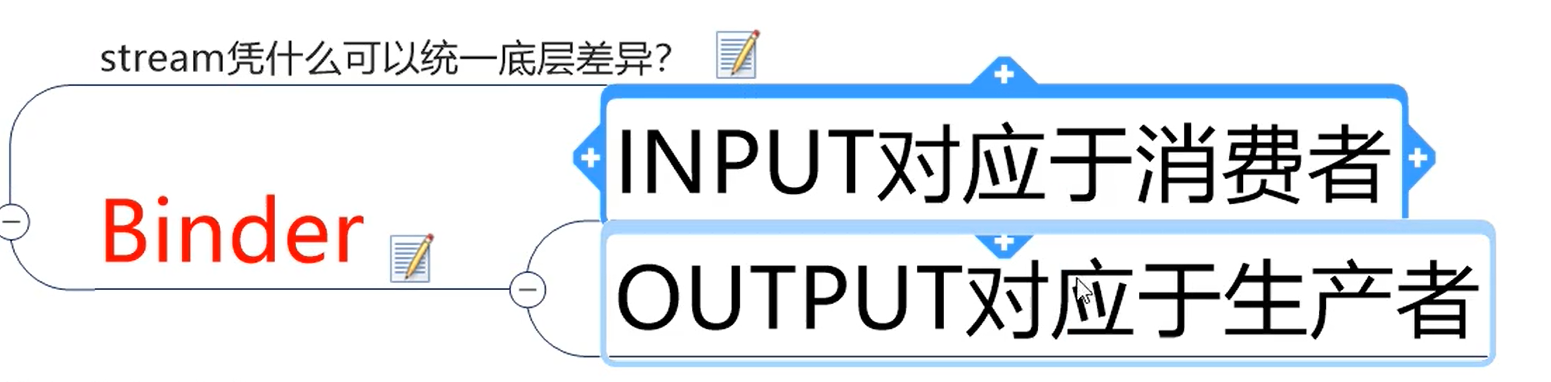 stream凭什么可以统一底层差异？
INPUT对应于消费者
Binder
OUTPUT对应于生产者